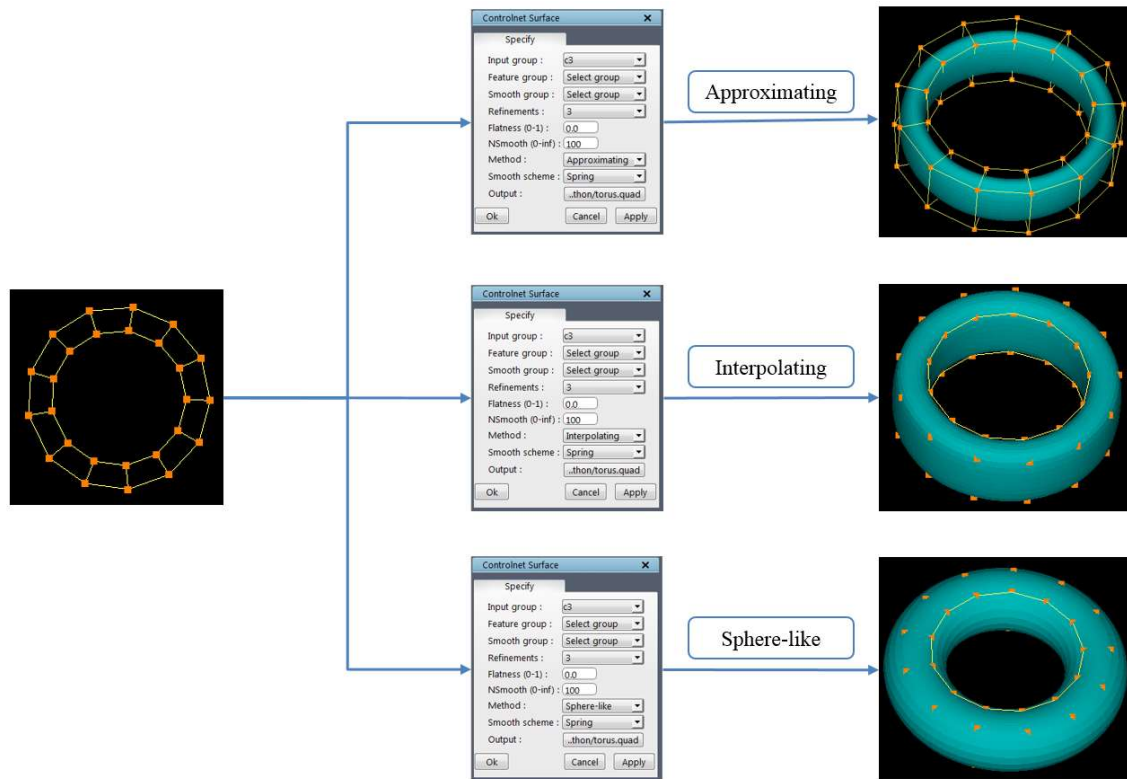 Controlnet Surface
Specify
Input group : c3
Feature group : Select group
Smooth group : Select group
Refinements : 3
Flatness (0-1) : 0.0
NSmooth (0-inf) : 100
Method : Approximating
Smooth scheme : Spring
Output : ..thon/torus.quad
Ok Cancel Apply
Approximating
Controlnet Surface
Specify
Input group : c3
Feature group : Select group
Smooth group : Select group
Refinements : 3
Flatness (0-1) : 0.0
NSmooth (0-inf) : 100
Method : Interpolating
Smooth scheme : Spring
Output : ..thon/torus.quad
Ok Cancel Apply
Interpolating
Controlnet Surface
Specify
Input group : c3
Feature group : Select group
Smooth group : Select group
Refinements : 3
Flatness (0-1) : 0.0
NSmooth (0-inf) : 100
Method : Sphere-like
Smooth scheme : Spring
Output : ..thon/torus.quad
Ok Cancel Apply
Sphere-like